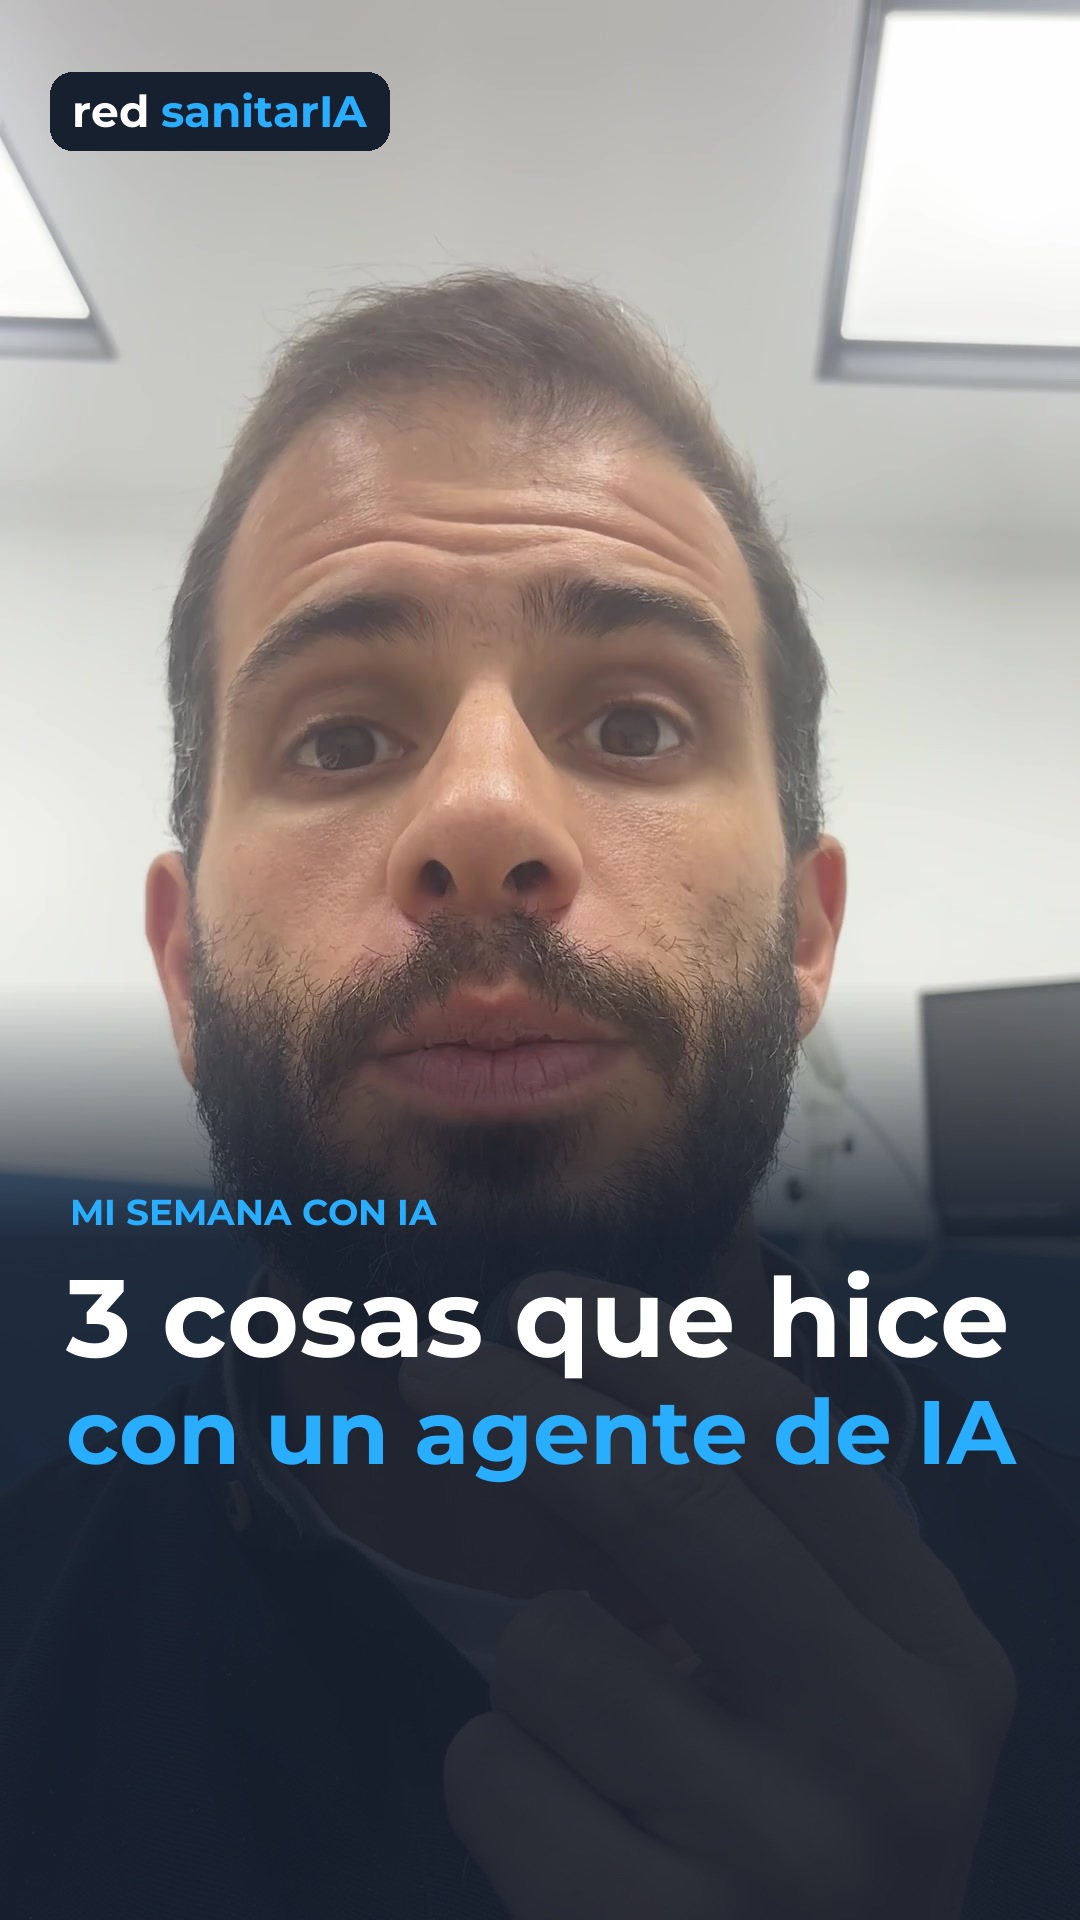 red sanitarIA
MI SEMANA CON IA
3 cosas que hice
con un agente de IA